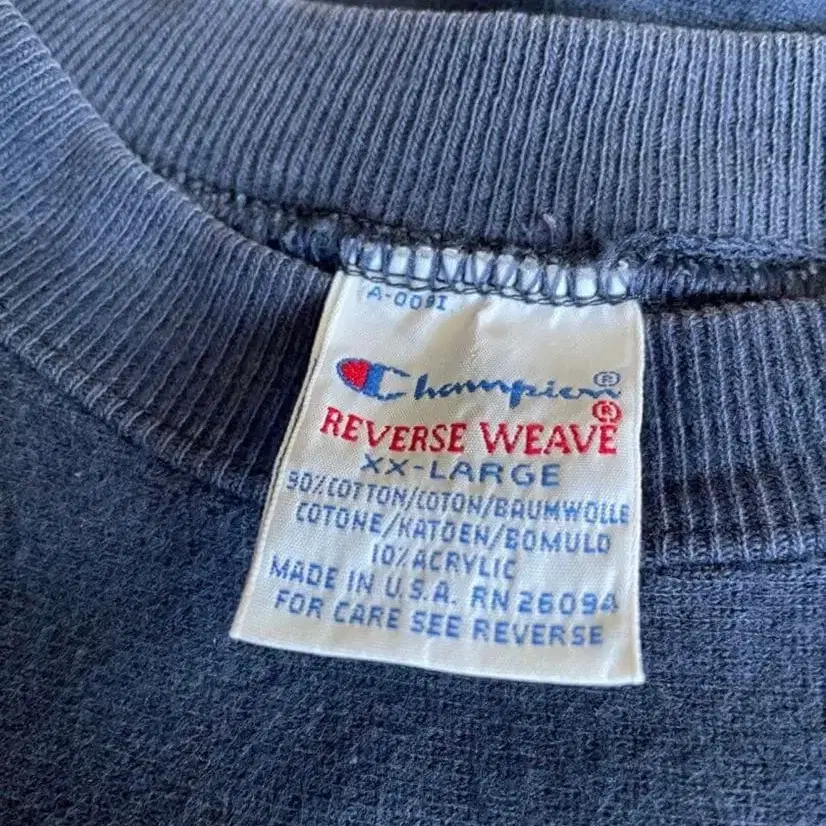 A-009I
Champion®
REVERSE WEAVE®
XX-LARGE
90%COTTON/COTON/BAUMWOLLE
COTONE/KATOEN/BOMULD
10%ACRYLIC
MADE IN U.S.A. RN 26094
FOR CARE SEE REVERSE